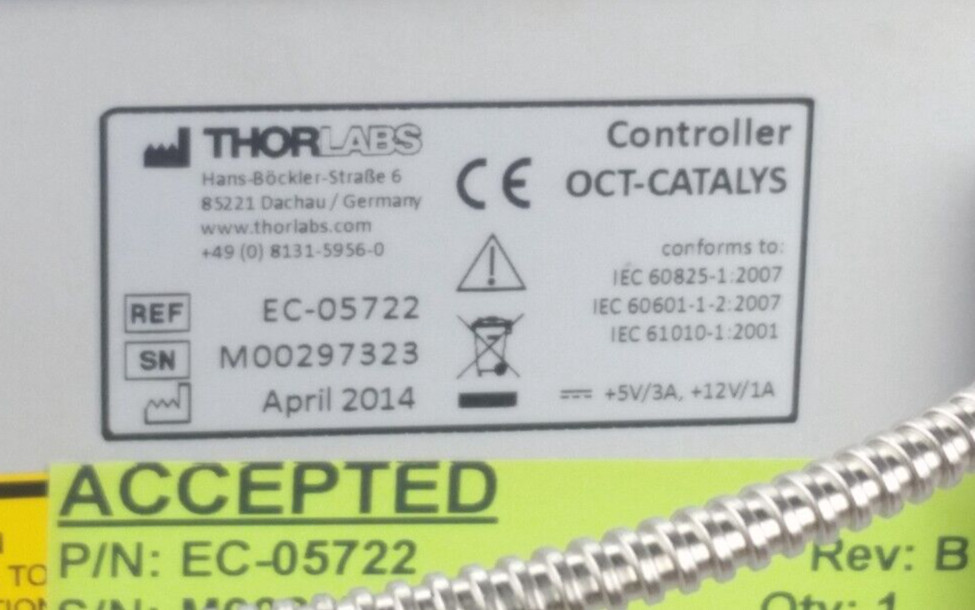 THORLABS
Hans-Böckler-Straße 6
85221 Dachau / Germany
www.thorlabs.com
+49 (0) 8131-5956-0
REF EC-05722
SN M00297323
April 2014
CE
Controller
OCT-CATALYS
conforms to:
IEC 60825-1:2007
IEC 60601-1-2:2007
IEC 61010-1:2001
+5V/3A, +12V/1A
ACCEPTED
P/N: EC-05722
Rev: B
S/N:
Qty: 1
TO